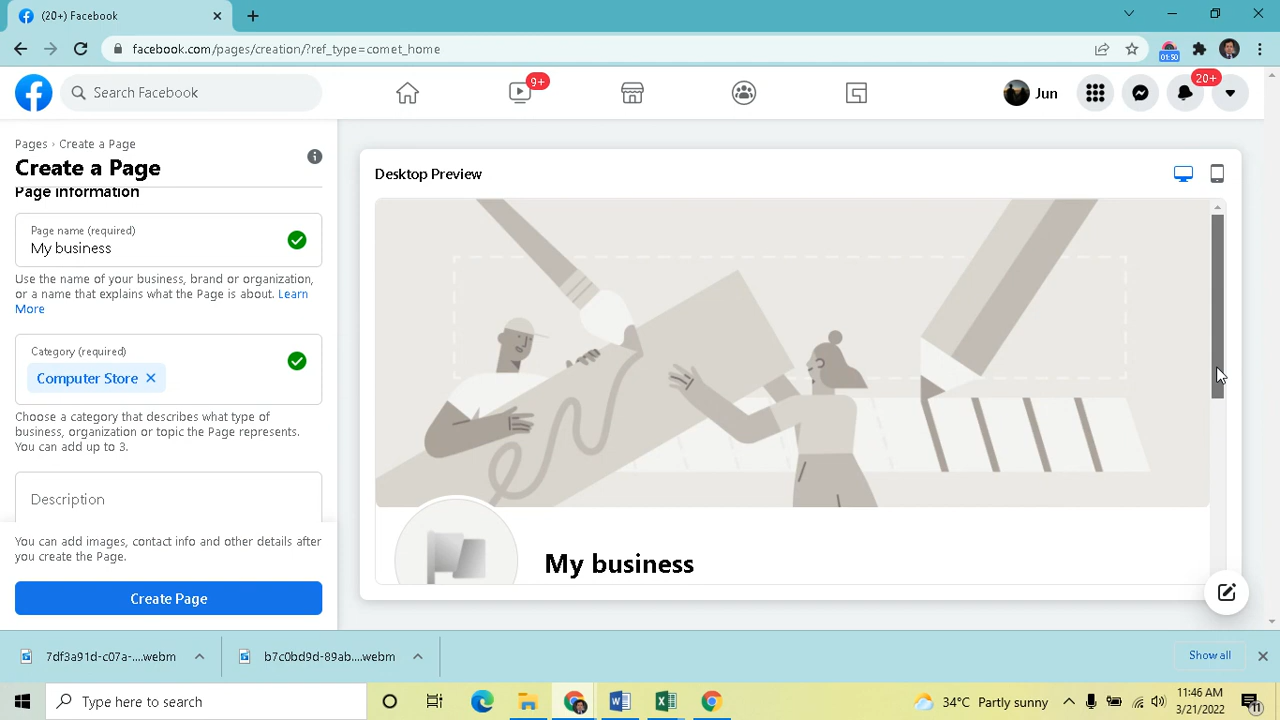 (20+) Facebook
facebook.com/pages/creation/?ref_type=comet_home
01:50
Search Facebook
9+
Jun
20+
Pages › Create a Page
Create a Page
Page information
Page name (required)
My business
Use the name of your business, brand or organization,
or a name that explains what the Page is about. Learn
More
Category (required)
Computer Store
Choose a category that describes what type of
business, organization or topic the Page represents.
You can add up to 3.
Description
You can add images, contact info and other details after
you create the Page.
Create Page
Desktop Preview
My business
7df3a91d-c07a-....webm
b7c0bd9d-89ab....webm
Show all
Type here to search
34°C Partly sunny
11:46 AM
3/21/2022
11